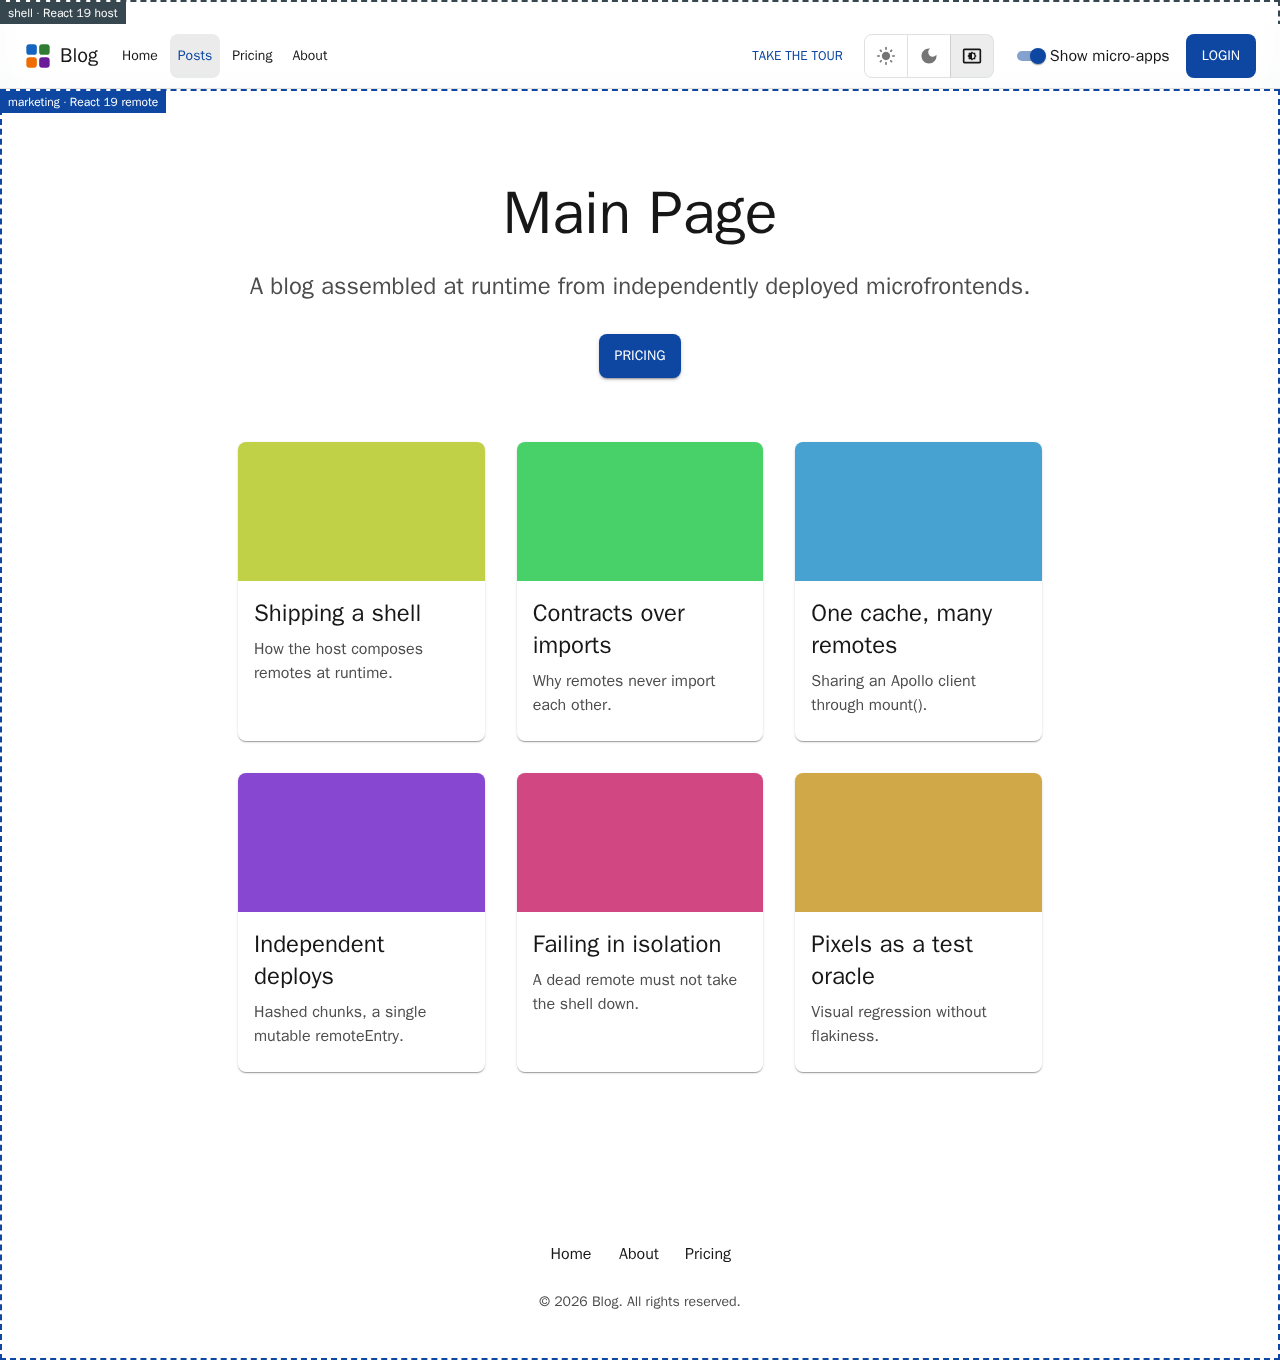 shell · React 19 host
Blog Home Posts Pricing About TAKE THE TOUR Show micro-apps LOGIN
marketing · React 19 remote
Main Page
A blog assembled at runtime from independently deployed microfrontends.
PRICING
Shipping a shell
How the host composes
remotes at runtime.
Contracts over
imports
Why remotes never import
each other.
One cache, many
remotes
Sharing an Apollo client
through mount().
Independent
deploys
Hashed chunks, a single
mutable remoteEntry.
Failing in isolation
A dead remote must not take
the shell down.
Pixels as a test
oracle
Visual regression without
flakiness.
Home About Pricing
© 2026 Blog. All rights reserved.